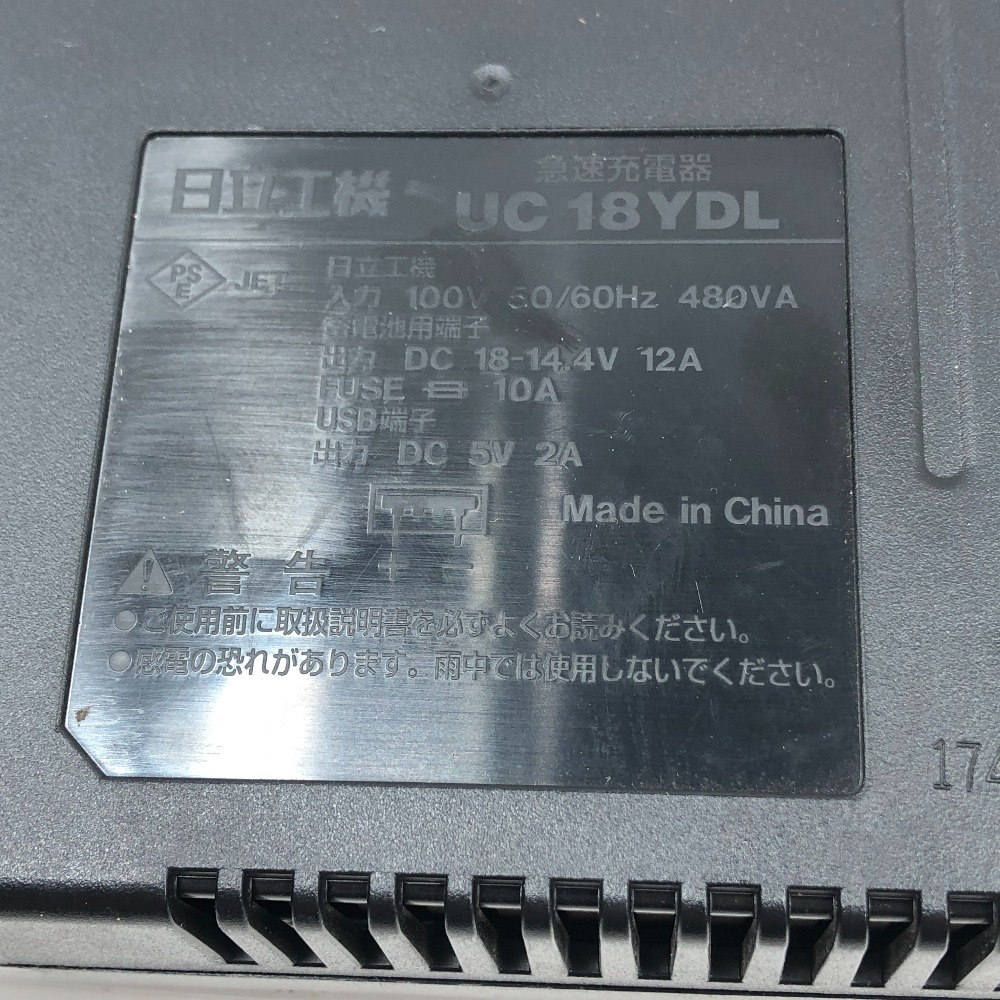 急速充電器
日立工機 UC 18YDL
PSE JET 日立工機
入力 100V 50/60Hz 480VA
蓄電池用端子
出力 DC 18-14.4V 12A
FUSE 10A
USB端子
出力 DC 5V 2A
Made in China
+ -
警告
●ご使用前に取扱説明書を必ずよくお読みください。
●感電の恐れがあります。雨中では使用しないでください。
174